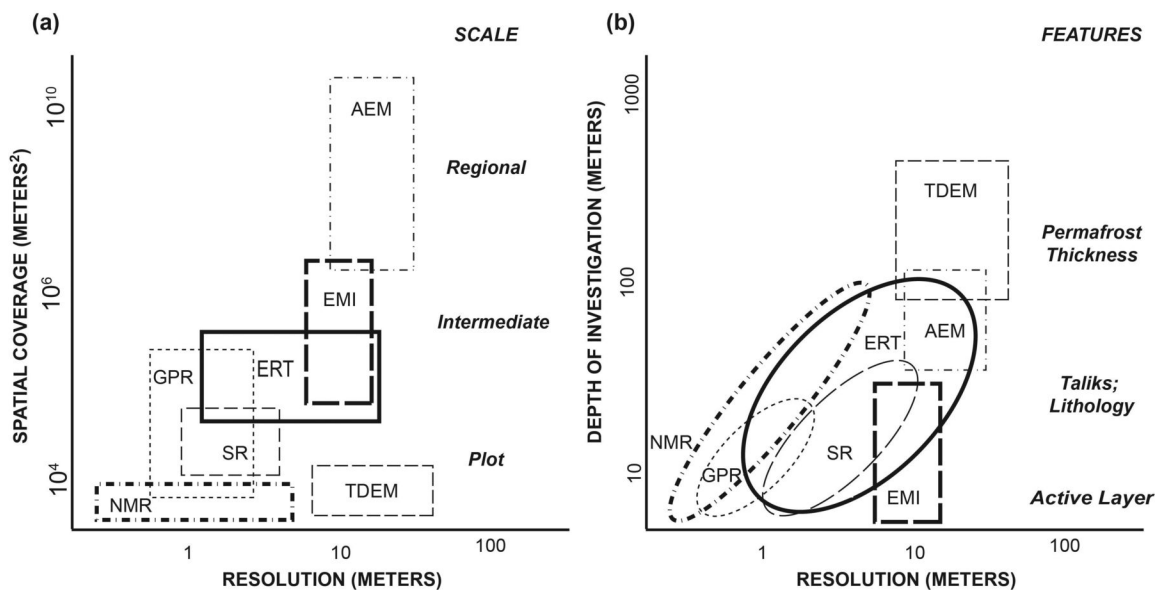 (a)
SCALE
SPATIAL COVERAGE (METERS²)
10¹⁰
10⁶
10⁴
AEM
Regional
EMI
Intermediate
GPR
ERT
SR
Plot
TDEM
NMR
1
10
100
RESOLUTION (METERS)
(b)
FEATURES
DEPTH OF INVESTIGATION (METERS)
1000
100
10
TDEM
Permafrost
Thickness
ERT
AEM
Taliks;
Lithology
NMR
GPR
SR
EMI
Active Layer
1
10
100
RESOLUTION (METERS)